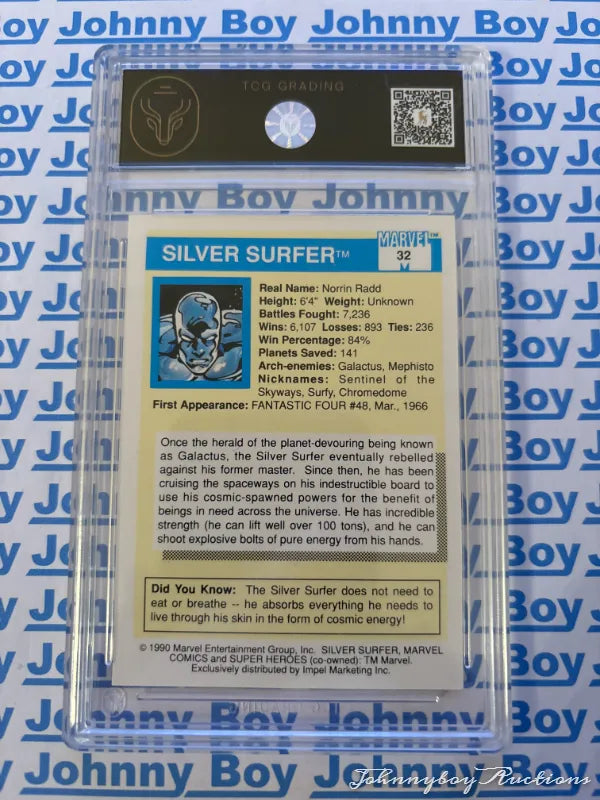 TCG GRADING
Johnny Boy Johnny Boy
SILVER SURFER™
MARVEL™
32
Real Name: Norrin Radd
Height: 6'4" Weight: Unknown
Battles Fought: 7,236
Wins: 6,107 Losses: 893 Ties: 236
Win Percentage: 84%
Planets Saved: 141
Arch-enemies: Galactus, Mephisto
Nicknames: Sentinel of the
Skyways, Surfy, Chromedome
First Appearance: FANTASTIC FOUR #48, Mar., 1966
Once the herald of the planet-devouring being known
as Galactus, the Silver Surfer eventually rebelled
against his former master. Since then, he has been
cruising the spaceways on his indestructible board to
use his cosmic-spawned powers for the benefit of
beings in need across the universe. He has incredible
strength (he can lift well over 100 tons), and he can
shoot explosive bolts of pure energy from his hands.
Did You Know: The Silver Surfer does not need to
eat or breathe -- he absorbs everything he needs to
live through his skin in the form of cosmic energy!
© 1990 Marvel Entertainment Group, Inc. SILVER SURFER, MARVEL
COMICS and SUPER HEROES (co-owned): TM Marvel.
Exclusively distributed by Impel Marketing Inc.
Johnnyboy Auctions